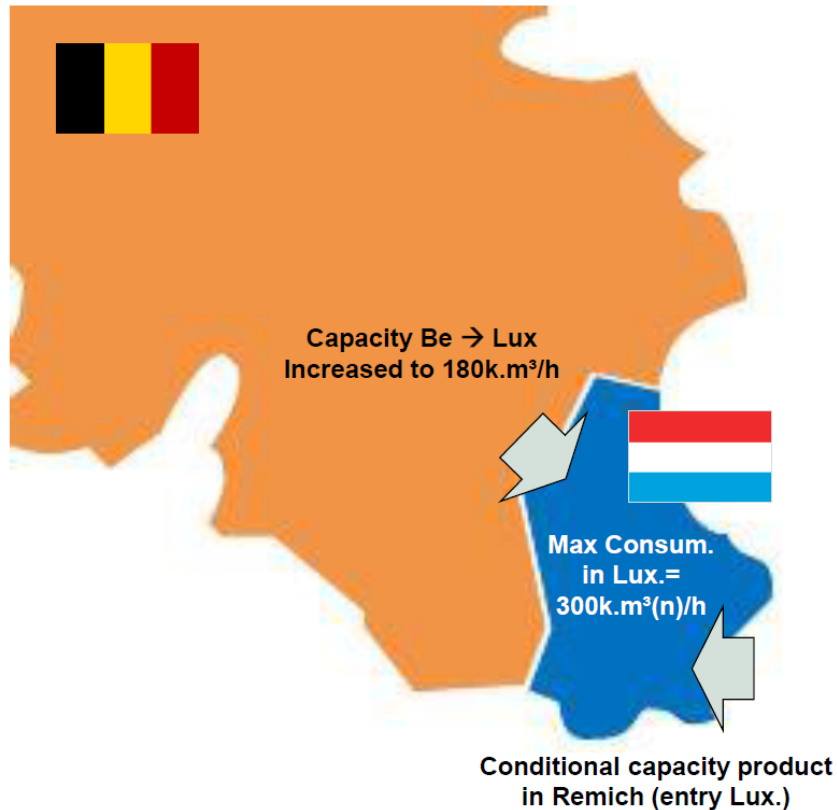 Capacity Be → Lux
Increased to 180k.m³/h
Max Consum.
in Lux.=
300k.m³(n)/h
Conditional capacity product
in Remich (entry Lux.)